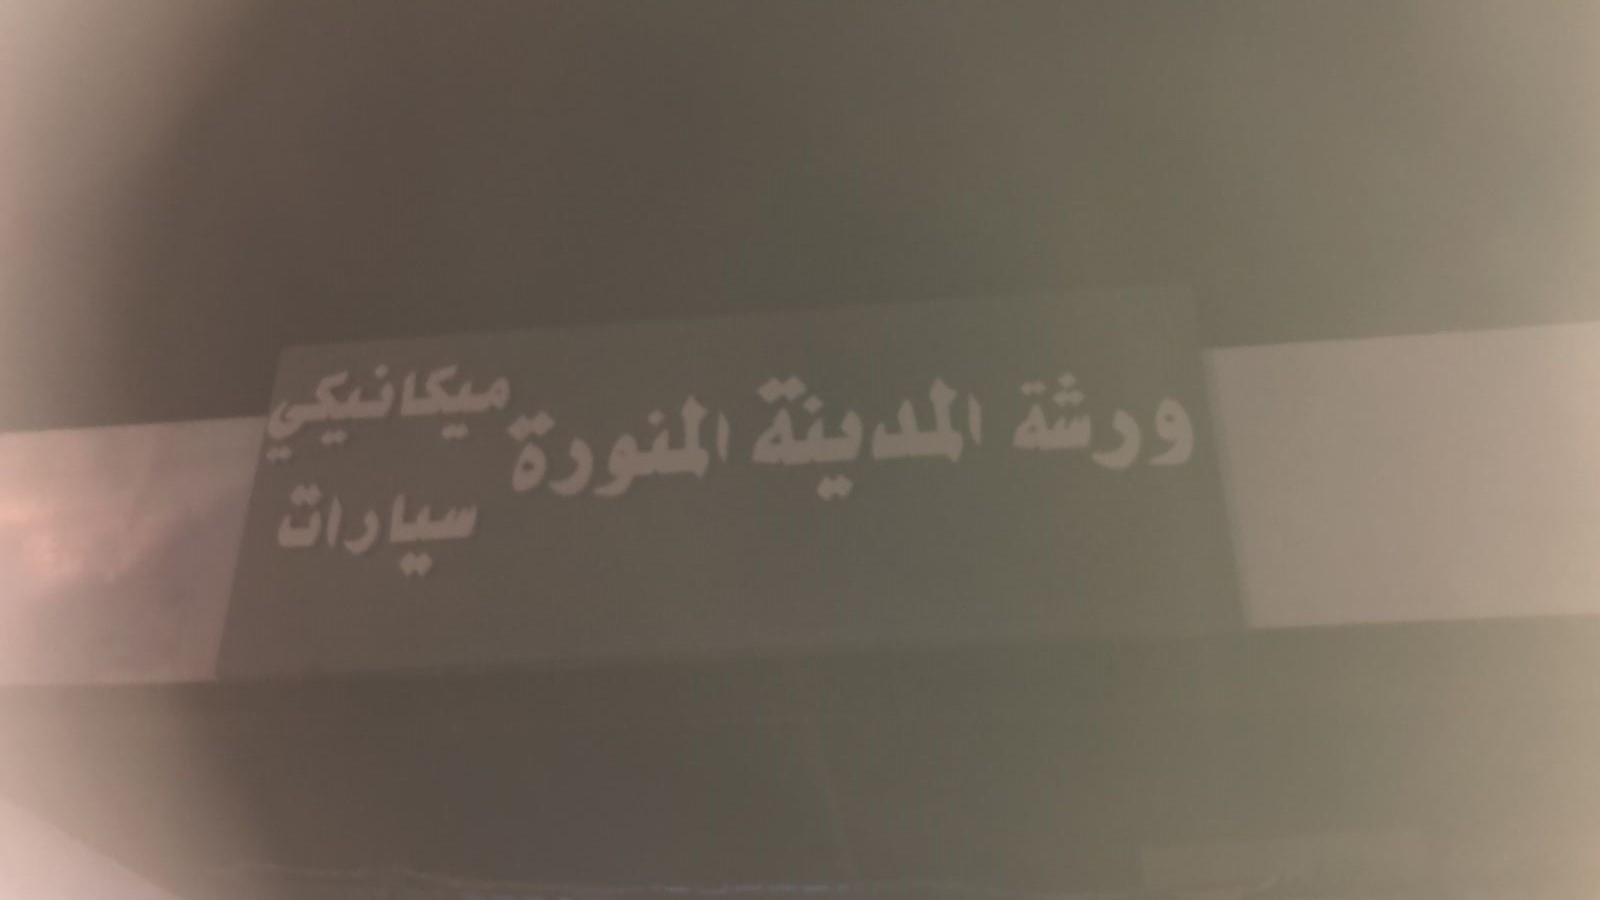 ورشة المدينة المنورة
ميكانيكي
سيارات